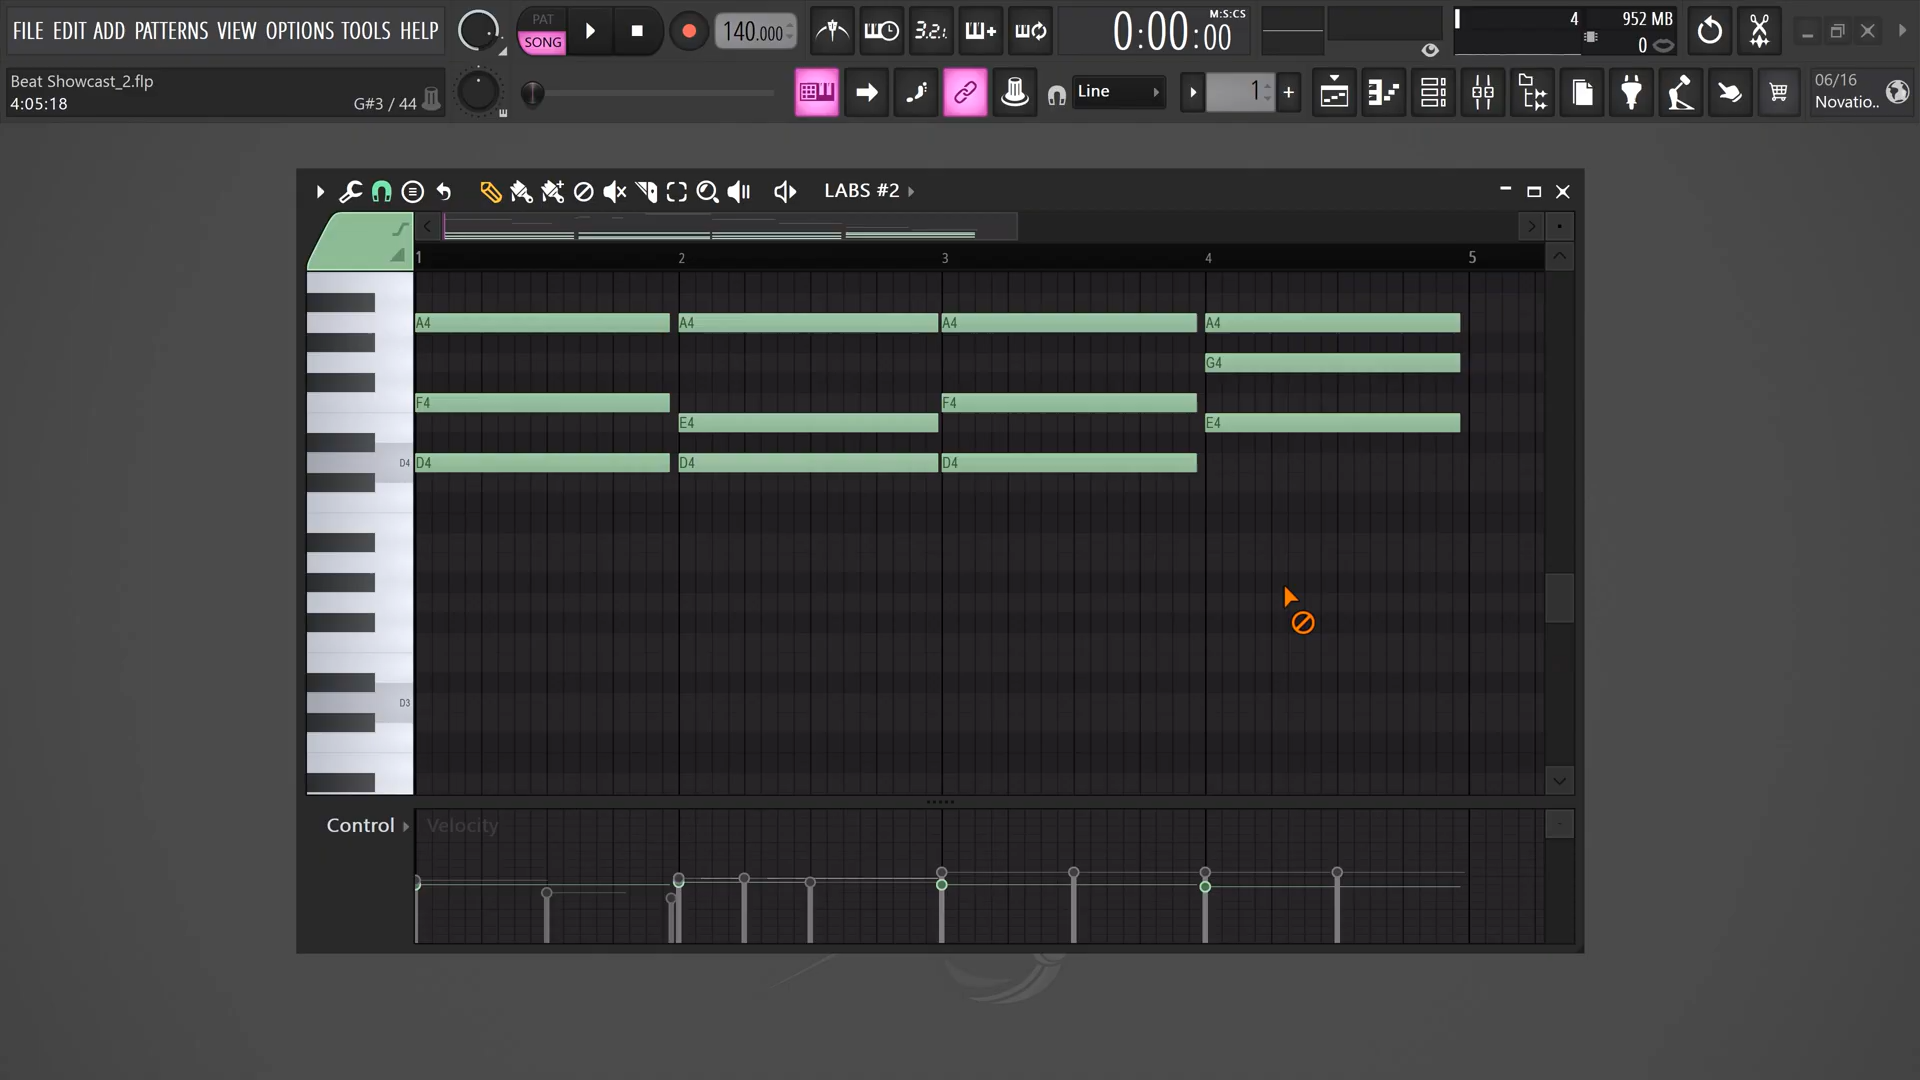 FILE EDIT ADD PATTERNS VIEW OPTIONS TOOLS HELP
PAT
SONG
140.000
3.2.
M:S:CS
0:00:00
4
952 MB
0
Beat Showcast_2.flp
4:05:18
G#3 / 44
Line
1
06/16
Novatio..
LABS #2
1 2 3 4 5
A4 A4 A4 A4
G4
F4 F4
E4 E4
D4 D4 D4 D4
D3
Control Velocity